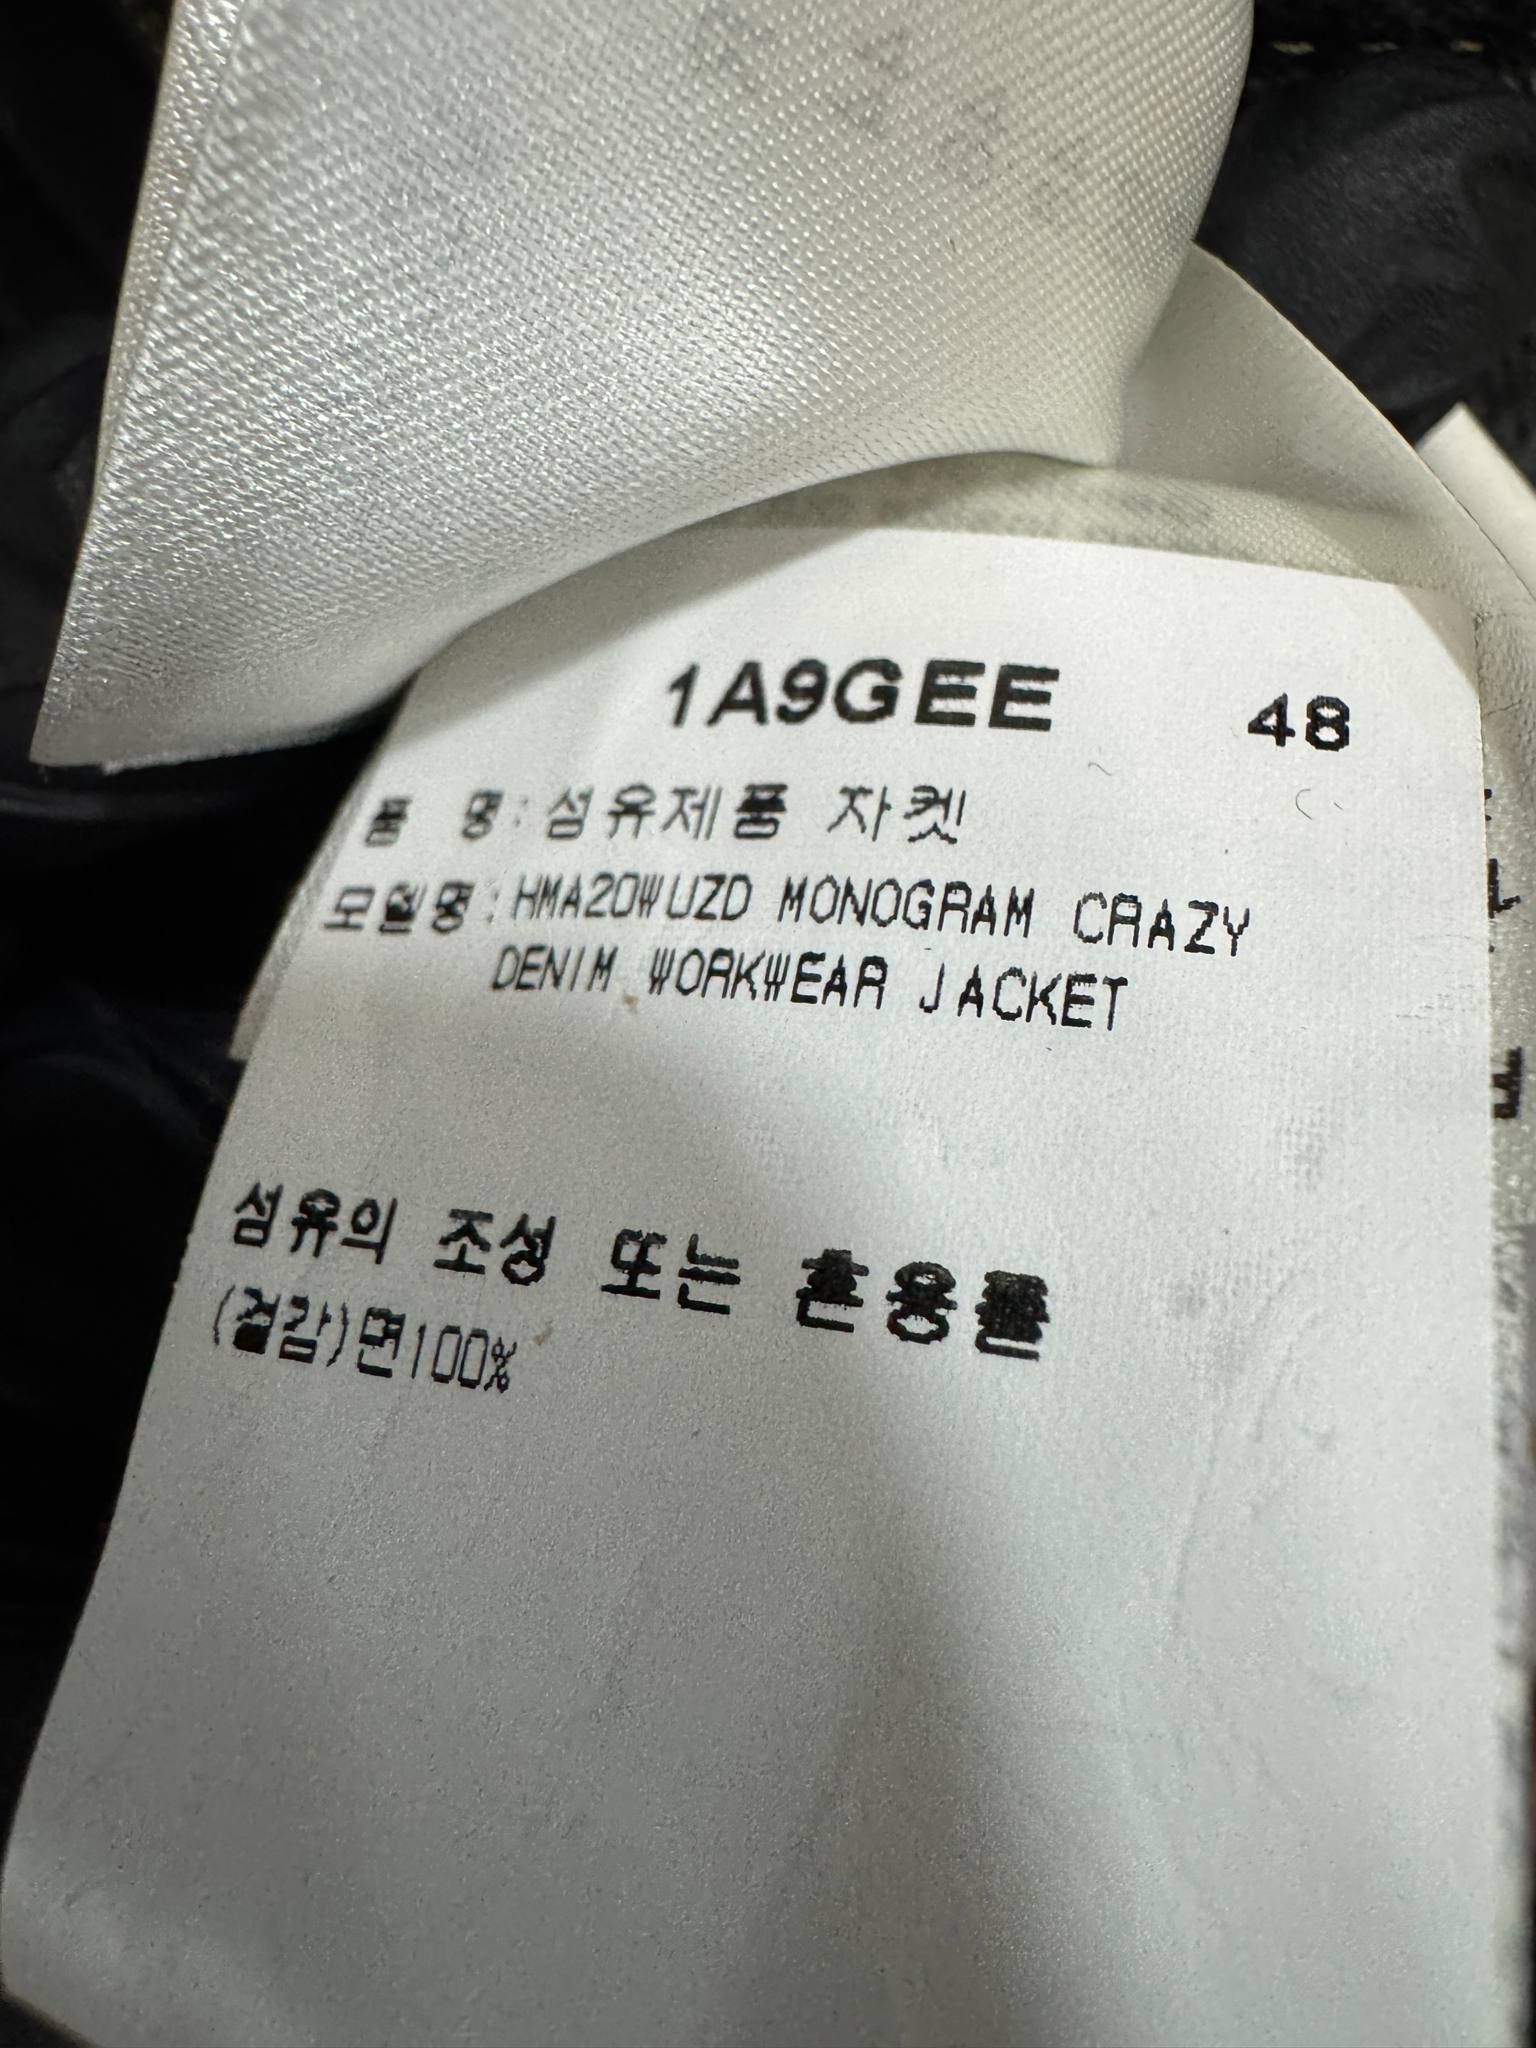 1A9GEE 48
품 명: 섬유제품 자켓
모델명: HMA20WUZD MONOGRAM CRAZY
DENIM WORKWEAR JACKET
섬유의 조성 또는 혼용률
(겉감)면100%